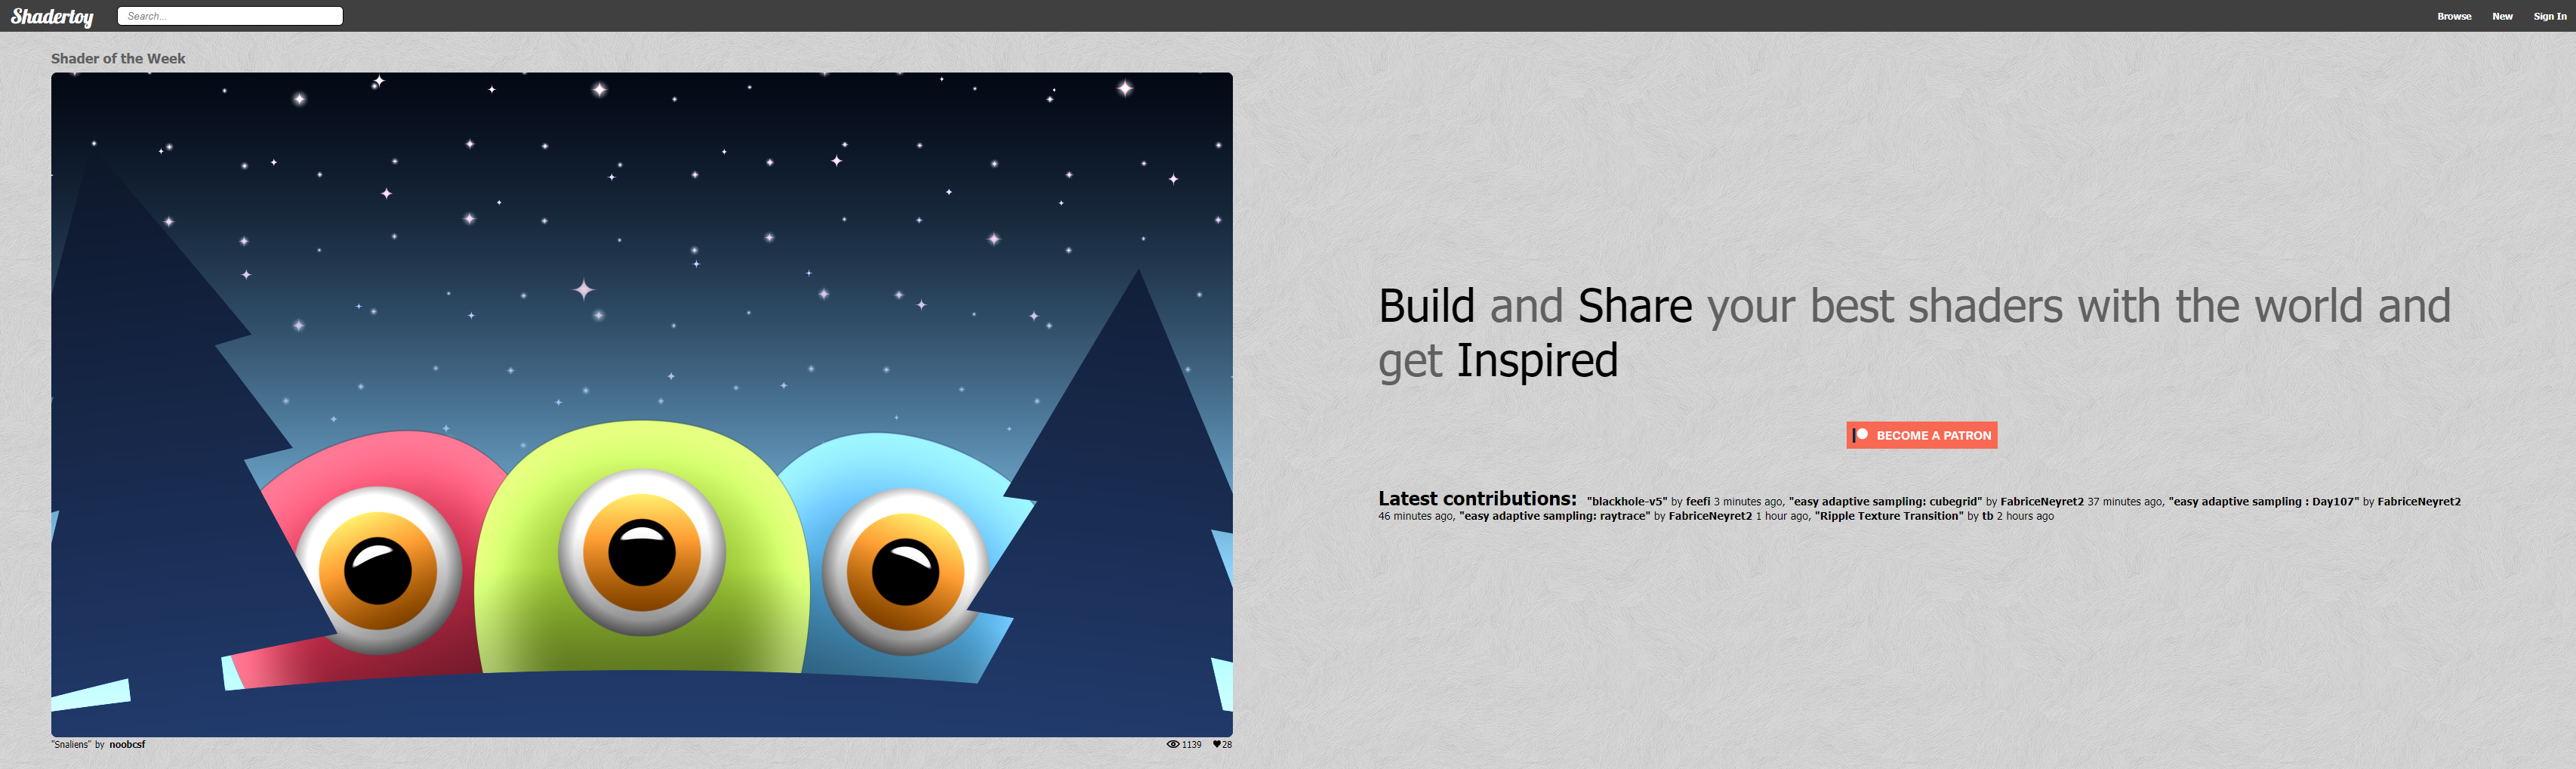 Shadertoy Search... Browse New Sign In
Shader of the Week
Build and Share your best shaders with the world and
get Inspired
BECOME A PATRON
Latest contributions: "blackhole-v5" by feefi 3 minutes ago, "easy adaptive sampling: cubegrid" by FabriceNeyret2 37 minutes ago, "easy adaptive sampling : Day107" by FabriceNeyret2
46 minutes ago, "easy adaptive sampling: raytrace" by FabriceNeyret2 1 hour ago, "Ripple Texture Transition" by tb 2 hours ago
"Snaliens" by noobcsf 1139 28